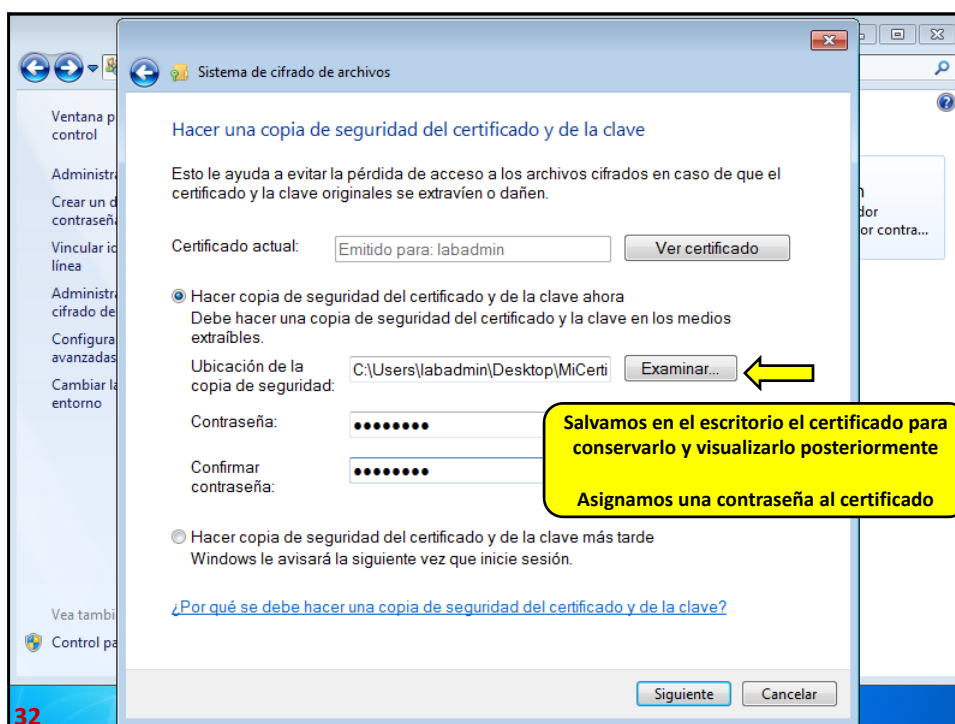 Sistema de cifrado de archivos
Ventana p
control
Administra
Crear un d
contraseña
Vincular id
línea
Administra
cifrado de
Configura
avanzadas
Cambiar la
entorno
Vea tambi
Control pa
Hacer una copia de seguridad del certificado y de la clave
Esto le ayuda a evitar la pérdida de acceso a los archivos cifrados en caso de que el
certificado y la clave originales se extravíen o dañen.
Certificado actual:
Emitido para: labadmin
Ver certificado
Hacer copia de seguridad del certificado y de la clave ahora
Debe hacer una copia de seguridad del certificado y la clave en los medios
extraíbles.
Ubicación de la
copia de seguridad:
C:\Users\labadmin\Desktop\MiCerti
Examinar...
Contraseña:
Confirmar
contraseña:
Salvamos en el escritorio el certificado para
conservarlo y visualizarlo posteriormente
Asignamos una contraseña al certificado
Hacer copia de seguridad del certificado y de la clave más tarde
Windows le avisará la siguiente vez que inicie sesión.
¿Por qué se debe hacer una copia de seguridad del certificado y de la clave?
Siguiente
Cancelar
dor
or contra...
32